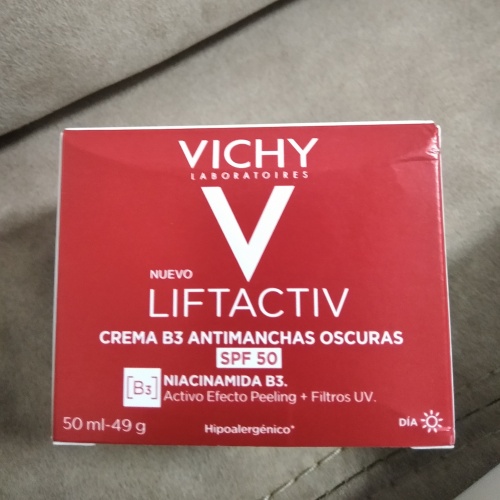 VICHY
LABORATOIRES
V
NUEVO
LIFTACTIV
CREMA B3 ANTIMANCHAS OSCURAS
SPF 50
[B3] NIACINAMIDA B3.
Activo Efecto Peeling + Filtros UV.
50 ml-49 g
Hipoalergénico*
DÍA